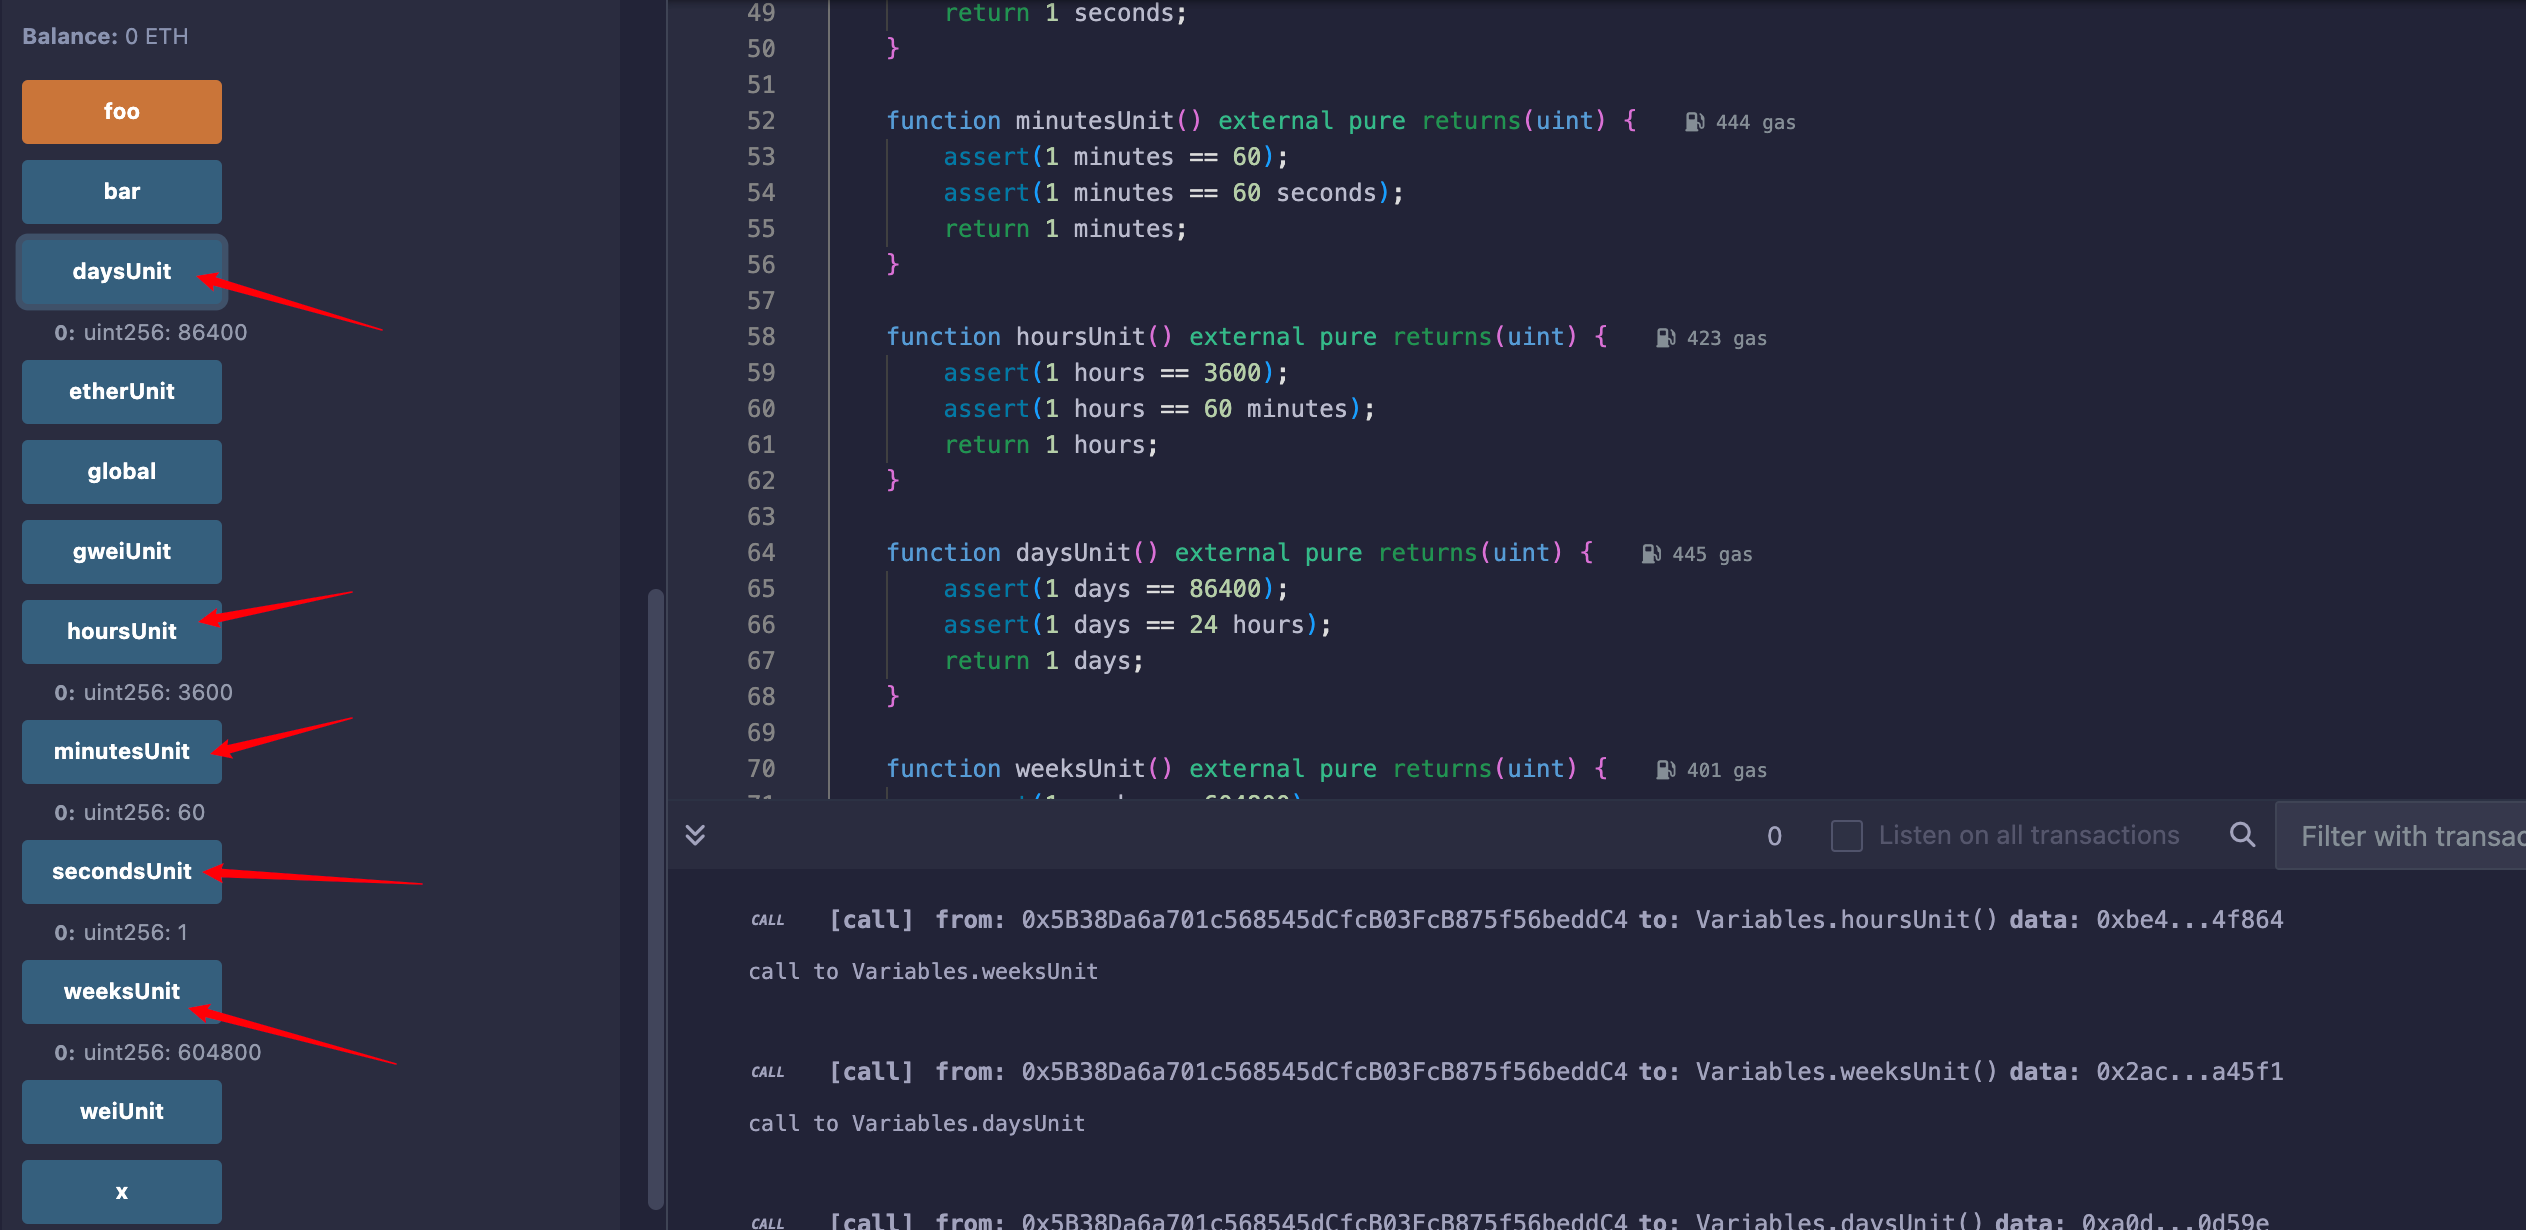 Balance: 0 ETH
foo
bar
daysUnit
0: uint256: 86400
etherUnit
global
gweiUnit
hoursUnit
0: uint256: 3600
minutesUnit
0: uint256: 60
secondsUnit
0: uint256: 1
weeksUnit
0: uint256: 604800
weiUnit
x
49 return 1 seconds;
50 }
51
52 function minutesUnit() external pure returns(uint) { 444 gas
53 assert(1 minutes == 60);
54 assert(1 minutes == 60 seconds);
55 return 1 minutes;
56 }
57
58 function hoursUnit() external pure returns(uint) { 423 gas
59 assert(1 hours == 3600);
60 assert(1 hours == 60 minutes);
61 return 1 hours;
62 }
63
64 function daysUnit() external pure returns(uint) { 445 gas
65 assert(1 days == 86400);
66 assert(1 days == 24 hours);
67 return 1 days;
68 }
69
70 function weeksUnit() external pure returns(uint) { 401 gas
0 Listen on all transactions Filter with transac
CALL [call] from: 0x5B38Da6a701c568545dCfcB03FcB875f56beddC4 to: Variables.hoursUnit() data: 0xbe4...4f864
call to Variables.weeksUnit
CALL [call] from: 0x5B38Da6a701c568545dCfcB03FcB875f56beddC4 to: Variables.weeksUnit() data: 0x2ac...a45f1
call to Variables.daysUnit
CALL [call] from: 0x5B38Da6a701c568545dCfcB03FcB875f56beddC4 to: Variables.daysUnit() data: 0xa0d...0d59e